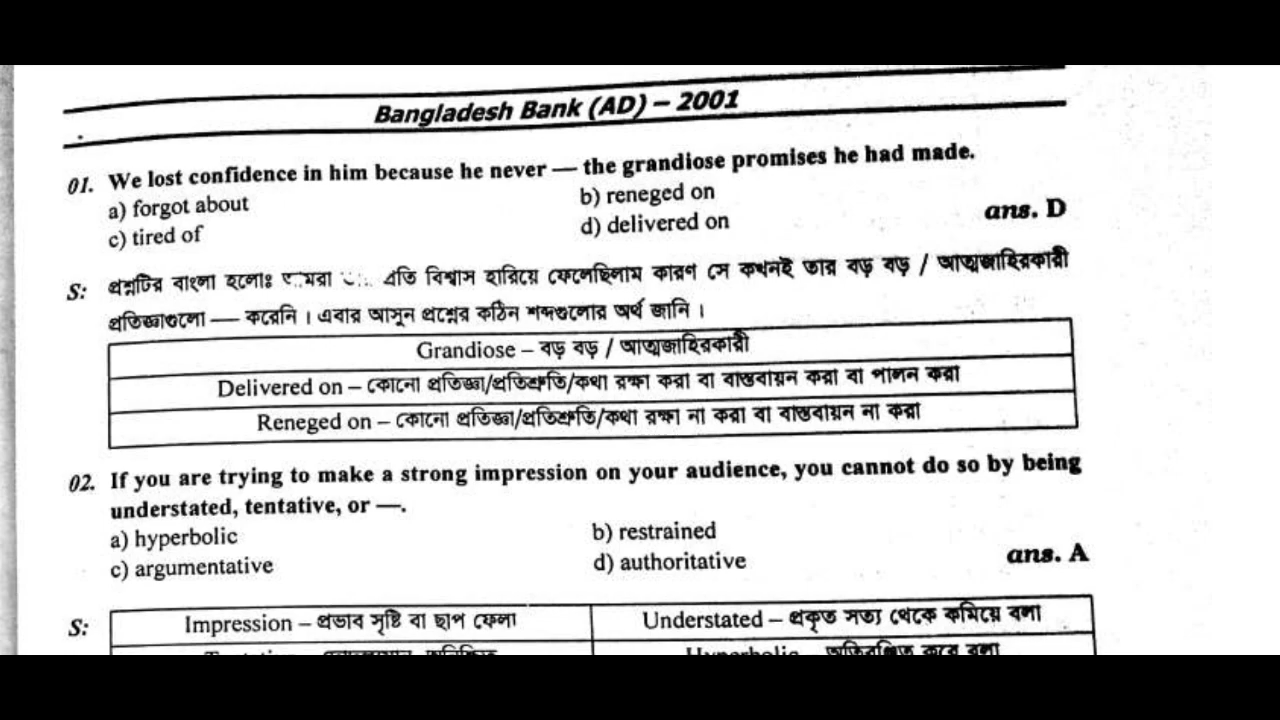 Bangladesh Bank (AD) – 2001
01. We lost confidence in him because he never — the grandiose promises he had made.
a) forgot about b) reneged on
c) tired of d) delivered on ans. D
S: প্রশ্নটির বাংলা হলোঃ প্রতি বিশ্বাস হারিয়ে ফেলেছিলাম কারণ সে কখনই তার বড় বড় / আত্মজাহিরকারী
প্রতিজ্ঞাগুলো — করেনি । এবার আসুন প্রশ্নের কঠিন শব্দগুলোর অর্থ জানি ।
Grandiose – বড় বড় / আত্মজাহিরকারী
Delivered on – কোনো প্রতিজ্ঞা/প্রতিশ্রুতি/কথা রক্ষা করা বা বাস্তবায়ন করা বা পালন করা
Reneged on – কোনো প্রতিজ্ঞা/প্রতিশ্রুতি/কথা রক্ষা না করা বা বাস্তবায়ন না করা
02. If you are trying to make a strong impression on your audience, you cannot do so by being
understated, tentative, or —.
a) hyperbolic b) restrained
c) argumentative d) authoritative ans. A
S: Impression – প্রভাব সৃষ্টি বা ছাপ ফেলা Understated – প্রকৃত সত্য থেকে কমিয়ে বলা
Hyperbolic – অতিরঞ্জিত করে বলা